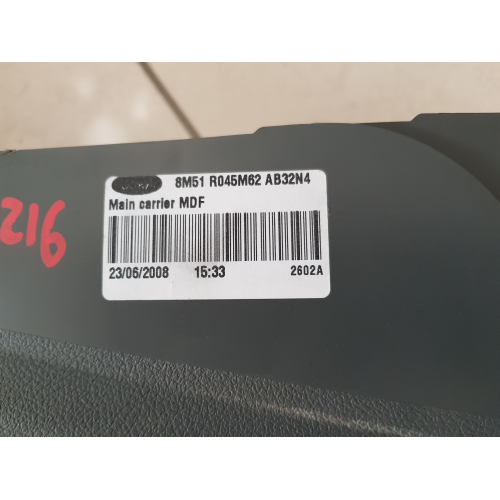 8M51 R045M62 AB32N4
Main carrier MDF
23/06/2008 15:33 2602A
216